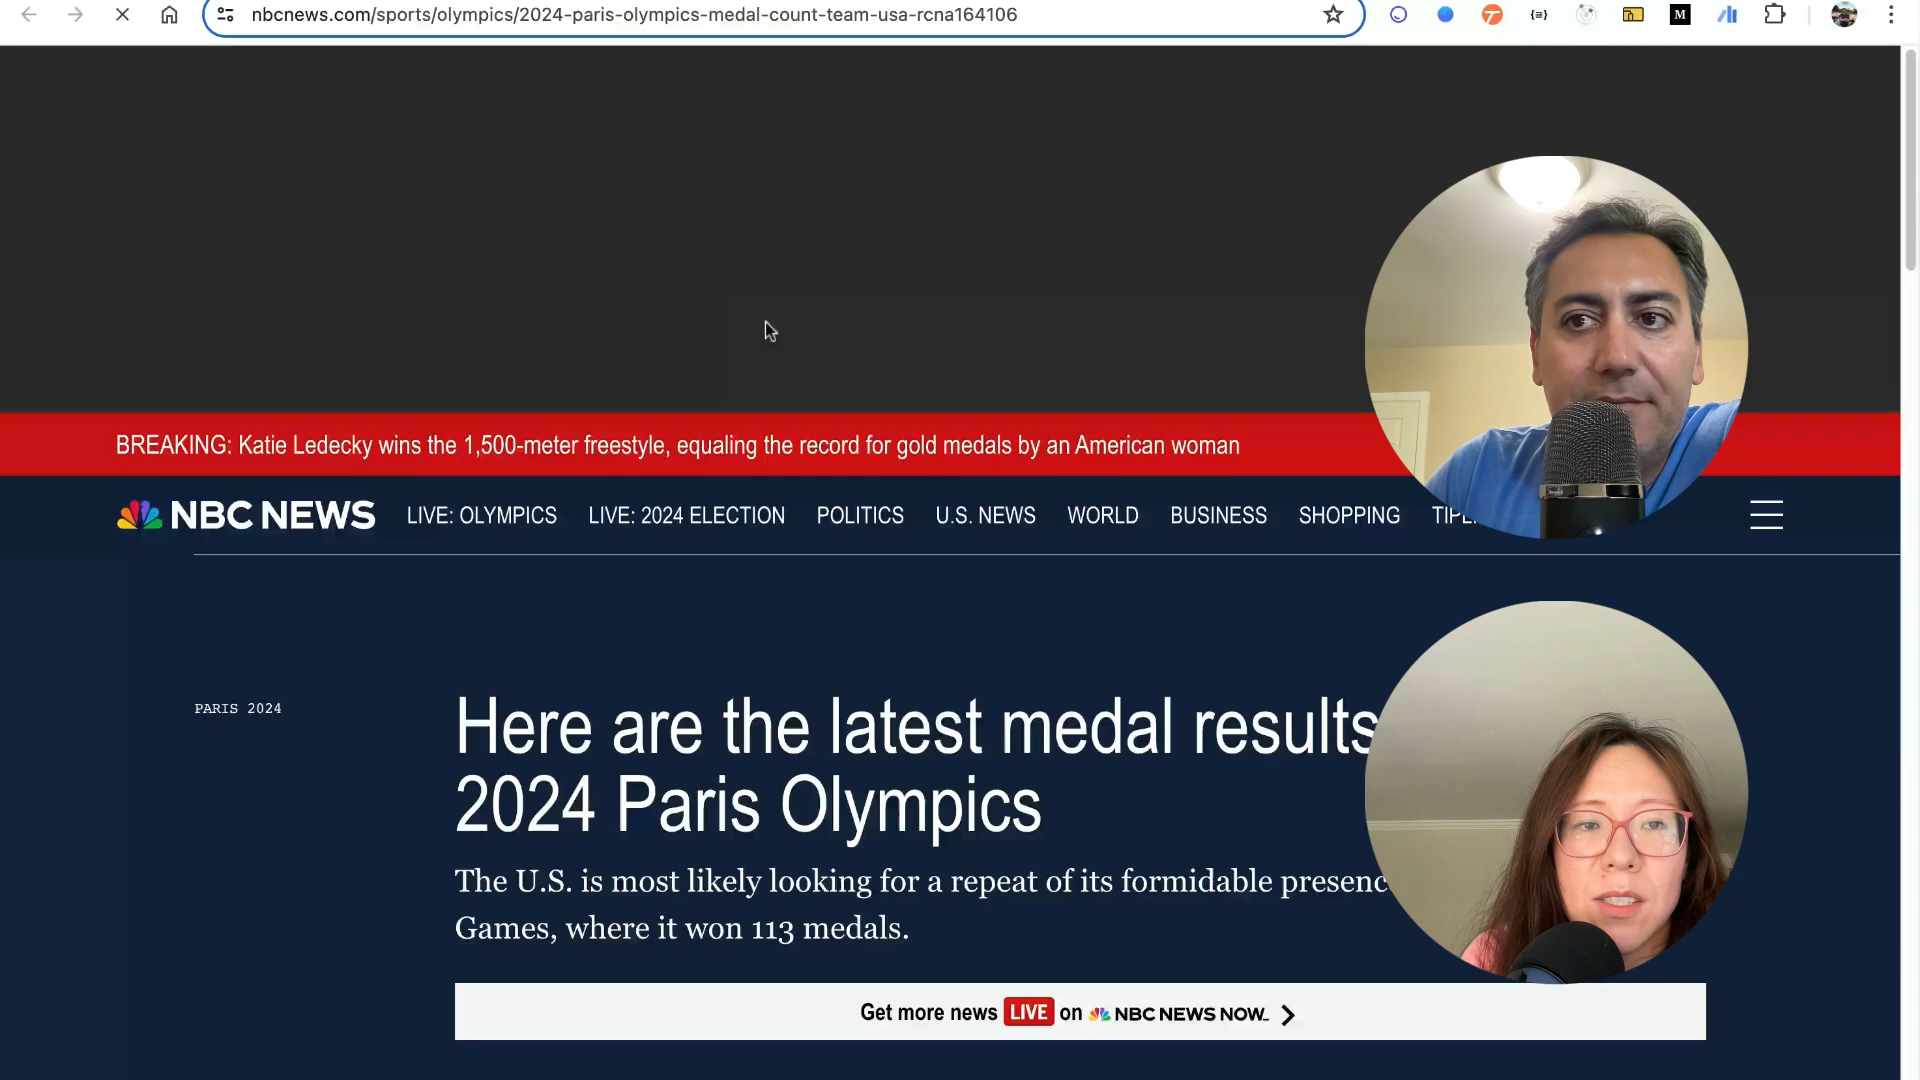 nbcnews.com/sports/olympics/2024-paris-olympics-medal-count-team-usa-rcna164106
BREAKING: Katie Ledecky wins the 1,500-meter freestyle, equaling the record for gold medals by an American woman
NBC NEWS LIVE: OLYMPICS LIVE: 2024 ELECTION POLITICS U.S. NEWS WORLD BUSINESS SHOPPING
PARIS 2024
Here are the latest medal results
2024 Paris Olympics
The U.S. is most likely looking for a repeat of its formidable
Games, where it won 113 medals.
Get more news LIVE on NBC NEWS NOW